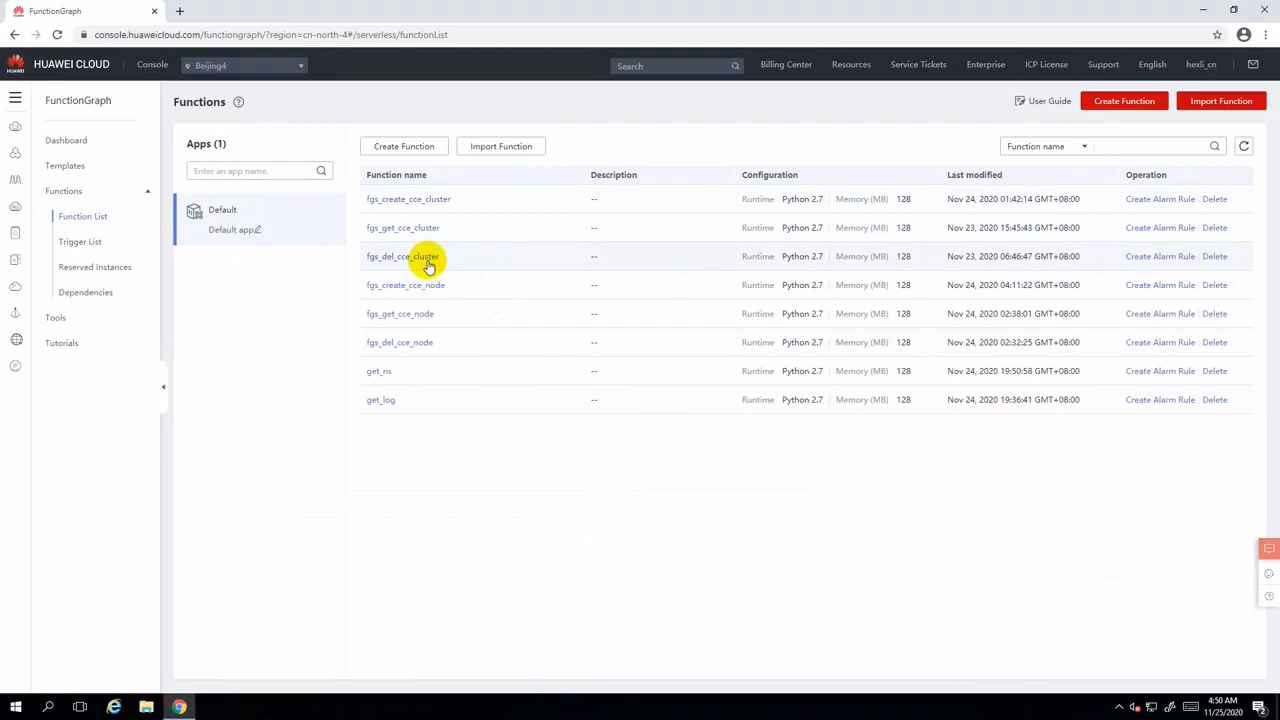 FunctionGraph
console.huaweicloud.com/functiongraph/?region=cn-north-4#/serverless/functionList
HUAWEI CLOUD Console Beijing4 Search Billing Center Resources Service Tickets Enterprise ICP License Support English hexli_cn
FunctionGraph
Dashboard
Templates
Functions
Function List
Trigger List
Reserved Instances
Dependencies
Tools
Tutorials
Functions User Guide Create Function Import Function
Apps (1)
Enter an app name.
Default
Default app
Create Function Import Function Function name
Function name Description Configuration Last modified Operation
fgs_create_cce_cluster -- Runtime Python 2.7 Memory (MB) 128 Nov 24, 2020 01:42:14 GMT+08:00 Create Alarm Rule Delete
fgs_get_cce_cluster -- Runtime Python 2.7 Memory (MB) 128 Nov 23, 2020 15:45:43 GMT+08:00 Create Alarm Rule Delete
fgs_del_cce_cluster -- Runtime Python 2.7 Memory (MB) 128 Nov 23, 2020 06:46:47 GMT+08:00 Create Alarm Rule Delete
fgs_create_cce_node -- Runtime Python 2.7 Memory (MB) 128 Nov 24, 2020 04:11:22 GMT+08:00 Create Alarm Rule Delete
fgs_get_cce_node -- Runtime Python 2.7 Memory (MB) 128 Nov 24, 2020 02:38:01 GMT+08:00 Create Alarm Rule Delete
fgs_del_cce_node -- Runtime Python 2.7 Memory (MB) 128 Nov 24, 2020 02:32:25 GMT+08:00 Create Alarm Rule Delete
get_ns -- Runtime Python 2.7 Memory (MB) 128 Nov 24, 2020 19:50:58 GMT+08:00 Create Alarm Rule Delete
get_log -- Runtime Python 2.7 Memory (MB) 128 Nov 24, 2020 19:36:41 GMT+08:00 Create Alarm Rule Delete
4:50 AM
11/25/2020
2